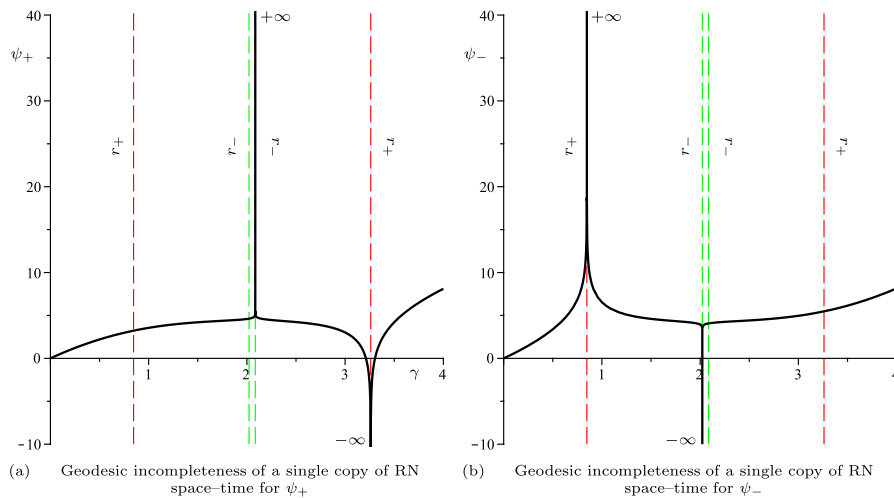 40
ψ₊
30
20
10
0
−10
+∞
r₊
r₋
r₋
r₊
1
2
3
γ
4
−∞
(a) Geodesic incompleteness of a single copy of RN
space–time for ψ₊
40
ψ₋
30
20
10
0
−10
+∞
r₊
r₋
r₋
r₊
1
2
3
4
−∞
(b) Geodesic incompleteness of a single copy of RN
space–time for ψ₋